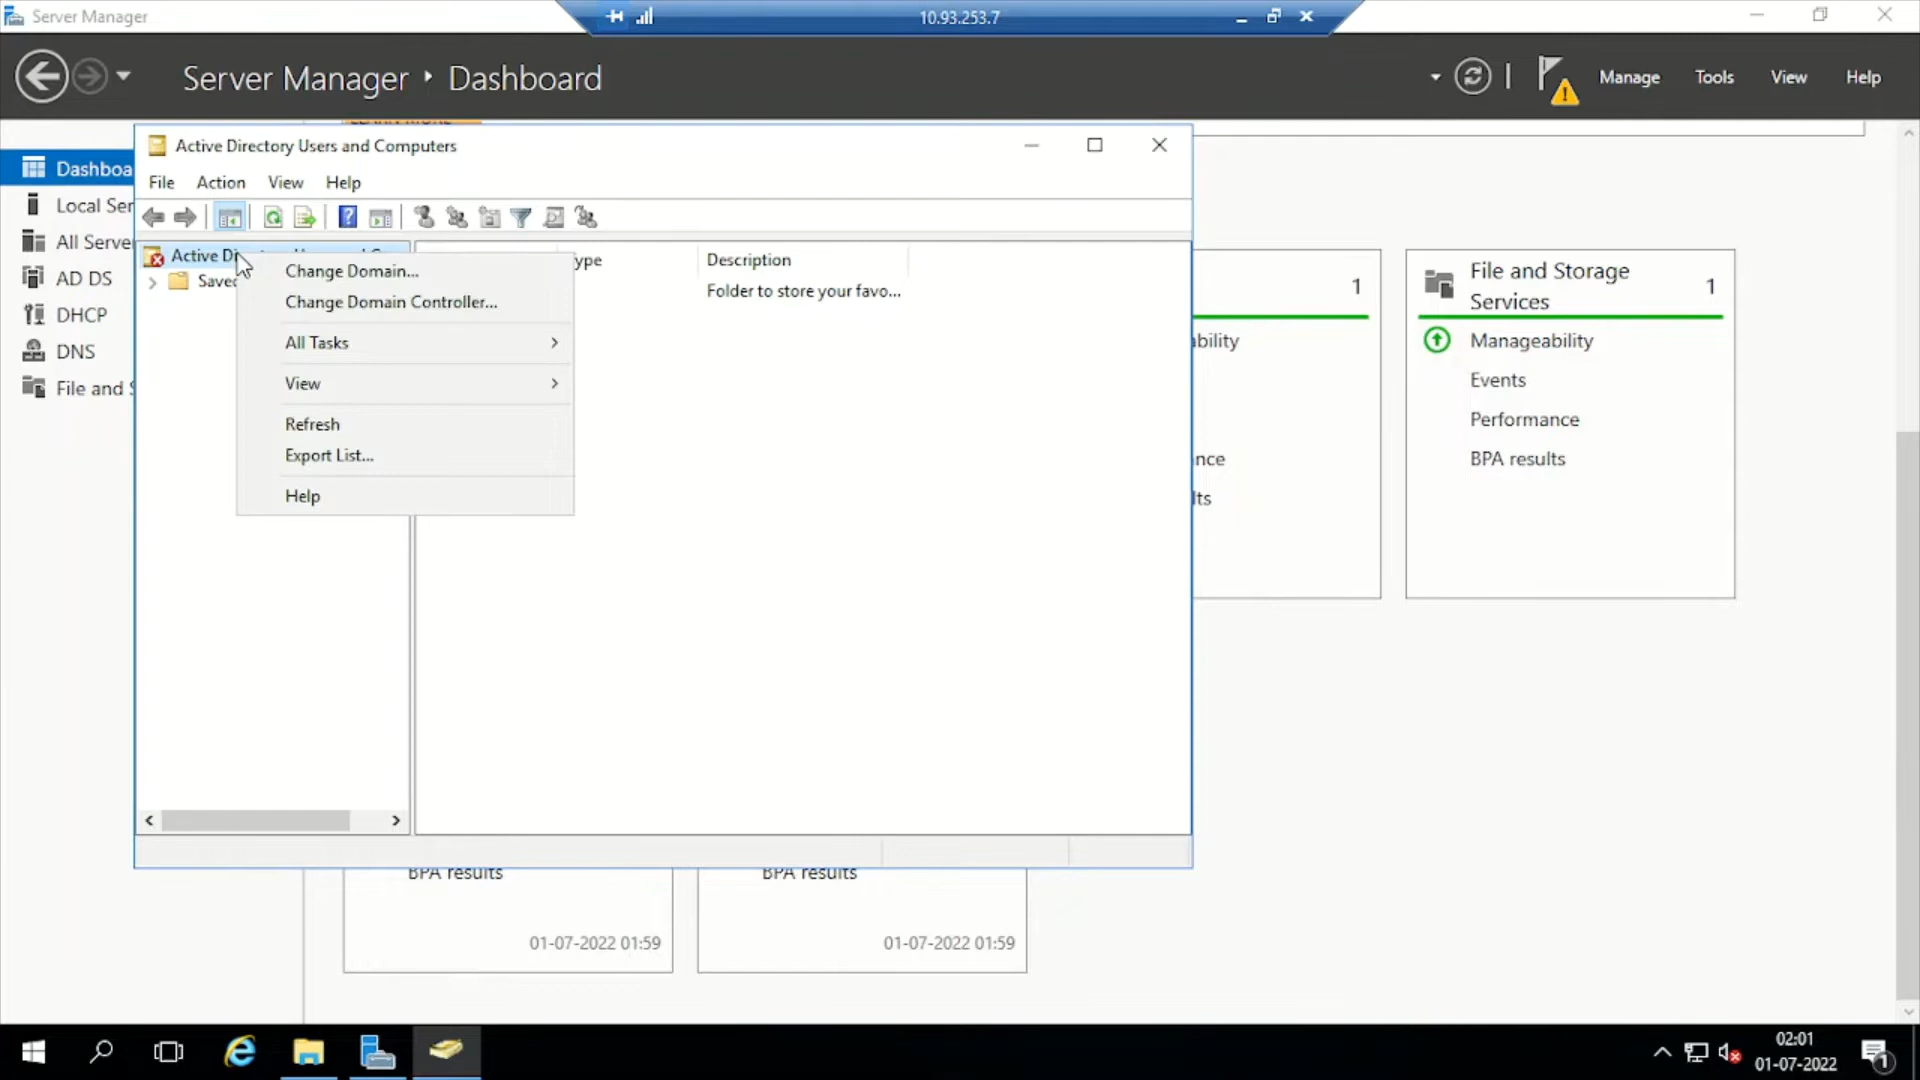 Server Manager
10.93.253.7
Server Manager • Dashboard
Manage Tools View Help
Active Directory Users and Computers
File Action View Help
Dashboa
Local Ser
All Serve
AD DS
DHCP
DNS
File and S
Active Di
Saved
Change Domain...
Change Domain Controller...
All Tasks
View
Refresh
Export List...
Help
ype
Description
Folder to store your favo...
1
bility
nce
lts
File and Storage
Services
1
Manageability
Events
Performance
BPA results
BPA results
01-07-2022 01:59
BPA results
01-07-2022 01:59
02:01
01-07-2022
1